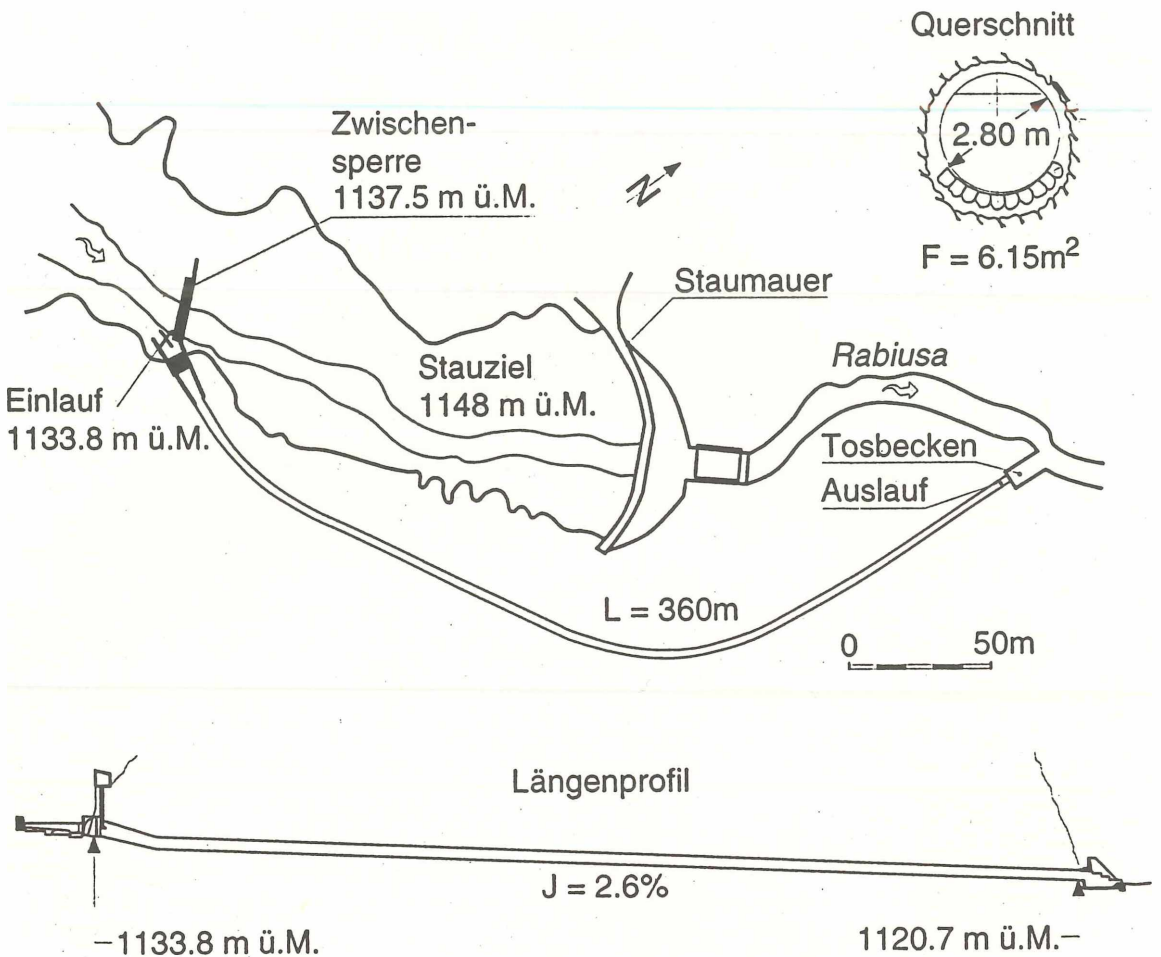 Querschnitt
2.80 m
F = 6.15m²
Zwischen-
sperre
1137.5 m ü.M.
N
Staumauer
Stauziel
1148 m ü.M.
Rabiusa
Einlauf
1133.8 m ü.M.
Tosbecken
Auslauf
L = 360m
0 50m
Längenprofil
J = 2.6%
–1133.8 m ü.M.
1120.7 m ü.M.–